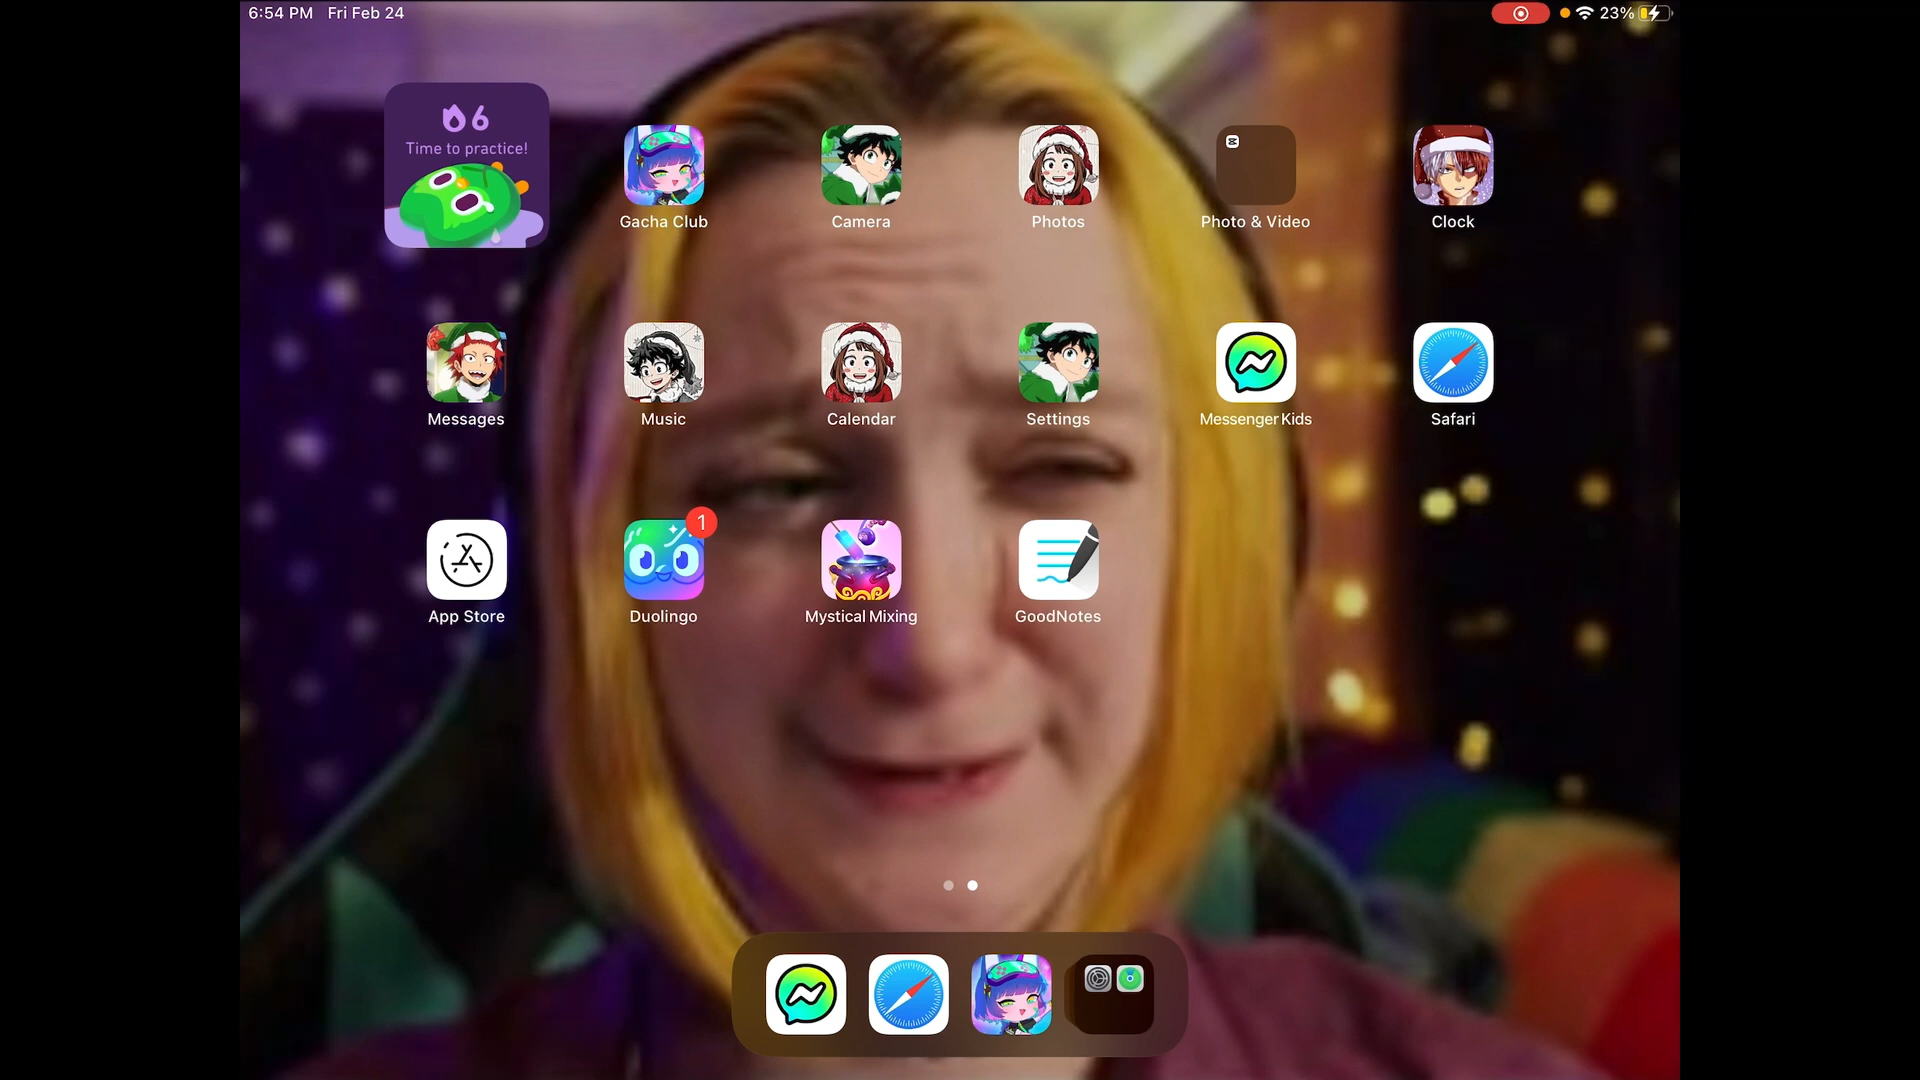 6:54 PM Fri Feb 24
23%
6
Time to practice!
Gacha Club
Camera
Photos
Photo & Video
Clock
Messages
Music
Calendar
Settings
Messenger Kids
Safari
1
App Store
Duolingo
Mystical Mixing
GoodNotes